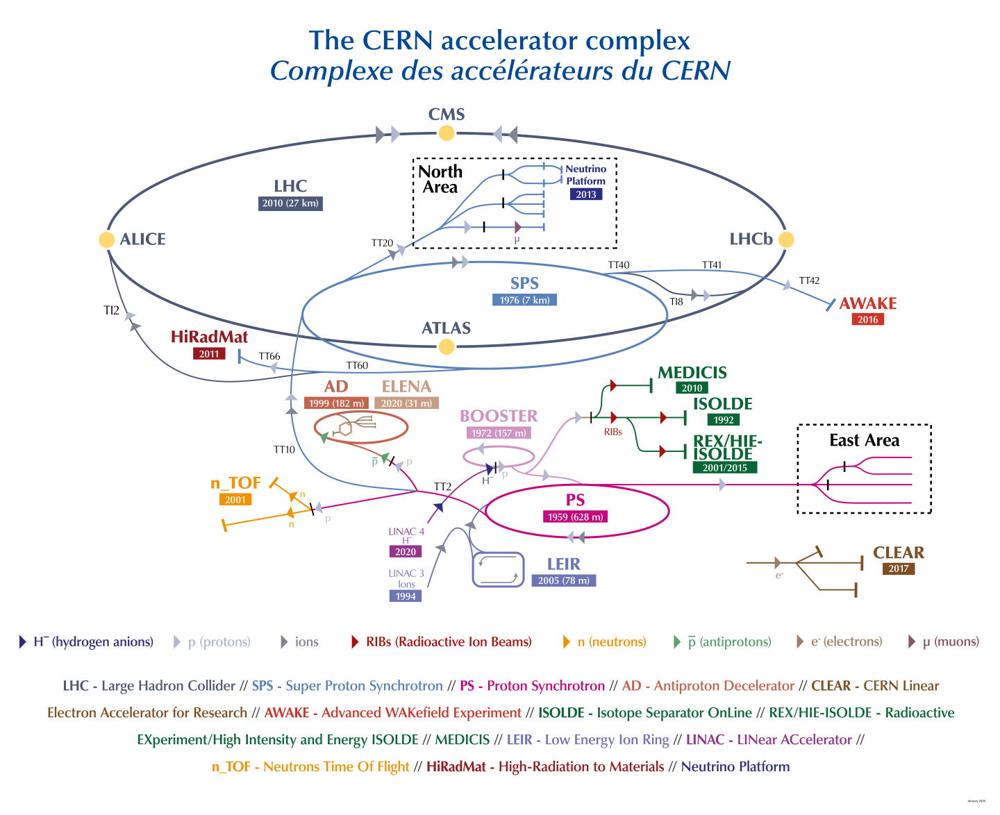 The CERN accelerator complex
Complexe des accélérateurs du CERN
CMS
North
Area
Neutrino
Platform
2013
LHC
2010 (27 km)
μ
ALICE
LHCb
TT20
TT40
TT41
TT42
SPS
1976 (7 km)
TI8
AWAKE
2016
TI2
ATLAS
HiRadMat
2011
TT66
TT60
AD
1999 (182 m)
ELENA
2020 (31 m)
MEDICIS
2010
ISOLDE
1992
BOOSTER
1972 (157 m)
RIBs
REX/HIE-
ISOLDE
2001/2015
East Area
TT10
p̅
p
H⁻
p
n_TOF
2001
n
n
p
TT2
PS
1959 (628 m)
LINAC 4
H⁻
2020
LINAC 3
Ions
1994
LEIR
2005 (78 m)
CLEAR
2017
e⁻
H⁻ (hydrogen anions)
p (protons)
ions
RIBs (Radioactive Ion Beams)
n (neutrons)
p̅ (antiprotons)
e⁻ (electrons)
μ (muons)
LHC - Large Hadron Collider // SPS - Super Proton Synchrotron // PS - Proton Synchrotron // AD - Antiproton Decelerator // CLEAR - CERN Linear
Electron Accelerator for Research // AWAKE - Advanced WAKefield Experiment // ISOLDE - Isotope Separator OnLine // REX/HIE-ISOLDE - Radioactive
EXperiment/High Intensity and Energy ISOLDE // MEDICIS // LEIR - Low Energy Ion Ring // LINAC - LINear ACcelerator //
n_TOF - Neutrons Time Of Flight // HiRadMat - High-Radiation to Materials // Neutrino Platform